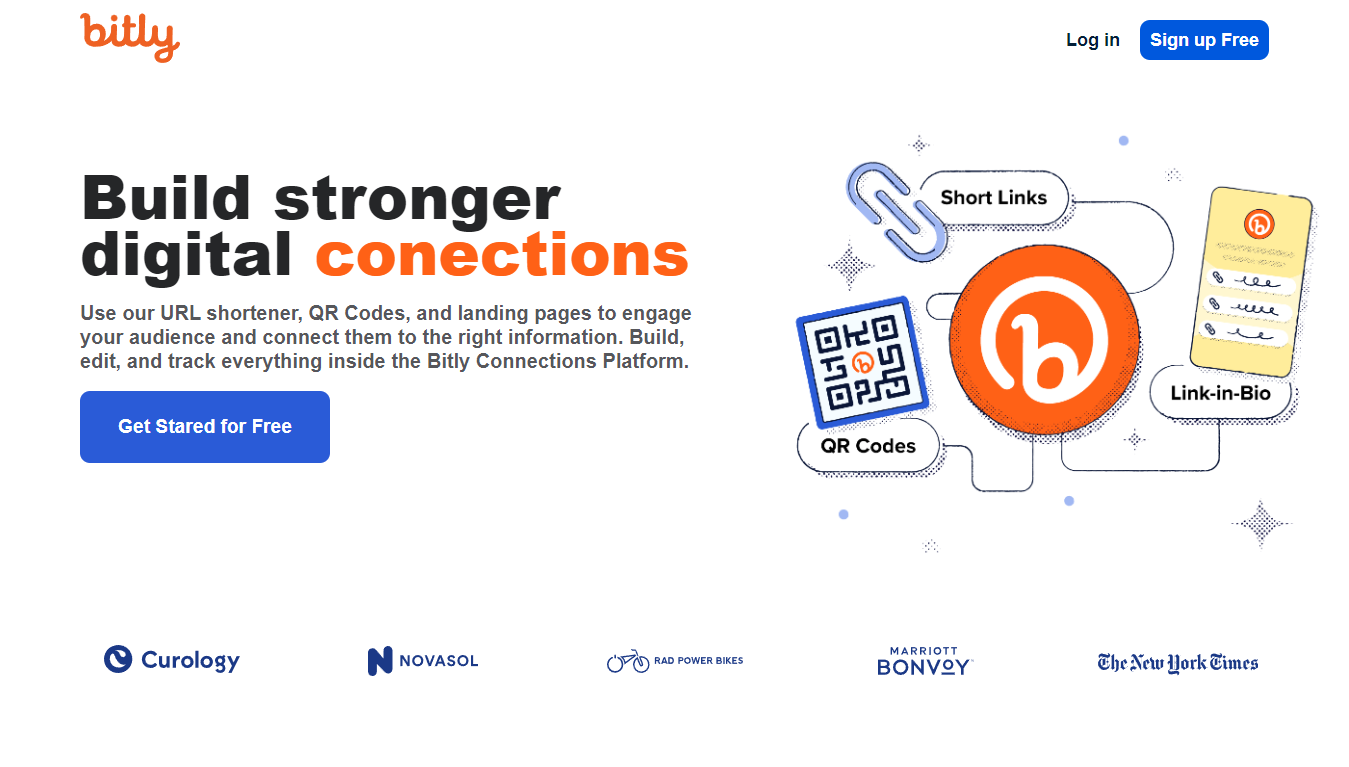 bitly
Log in
Sign up Free
Build stronger
digital conections
Use our URL shortener, QR Codes, and landing pages to engage
your audience and connect them to the right information. Build,
edit, and track everything inside the Bitly Connections Platform.
Get Stared for Free
Short Links
b
QR Codes
Link-in-Bio
Curology
NOVASOL
RAD POWER BIKES
MARRIOTT
BONVOY
The New York Times